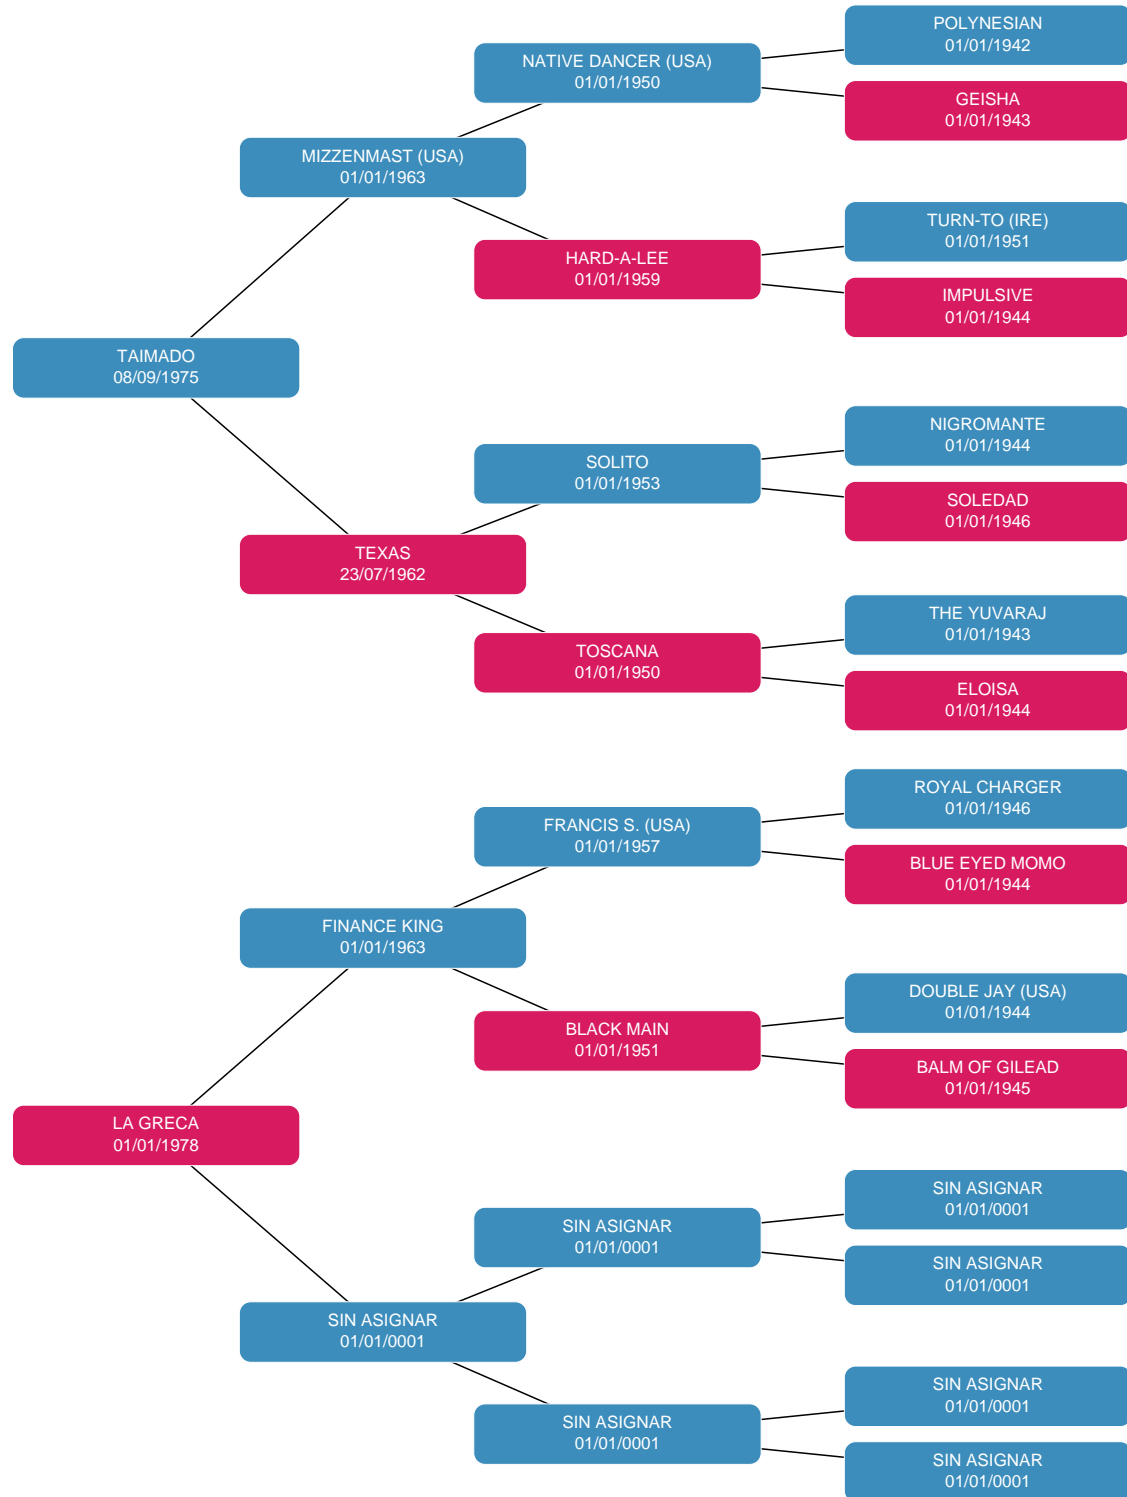 POLYNESIAN
01/01/1942
NATIVE DANCER (USA)
01/01/1950
GEISHA
01/01/1943
MIZZENMAST (USA)
01/01/1963
TURN-TO (IRE)
01/01/1951
HARD-A-LEE
01/01/1959
IMPULSIVE
01/01/1944
TAIMADO
08/09/1975
NIGROMANTE
01/01/1944
SOLITO
01/01/1953
SOLEDAD
01/01/1946
TEXAS
23/07/1962
THE YUVARAJ
01/01/1943
TOSCANA
01/01/1950
ELOISA
01/01/1944
ROYAL CHARGER
01/01/1946
FRANCIS S. (USA)
01/01/1957
BLUE EYED MOMO
01/01/1944
FINANCE KING
01/01/1963
DOUBLE JAY (USA)
01/01/1944
BLACK MAIN
01/01/1951
BALM OF GILEAD
01/01/1945
LA GRECA
01/01/1978
SIN ASIGNAR
01/01/0001
SIN ASIGNAR
01/01/0001
SIN ASIGNAR
01/01/0001
SIN ASIGNAR
01/01/0001
SIN ASIGNAR
01/01/0001
SIN ASIGNAR
01/01/0001
SIN ASIGNAR
01/01/0001